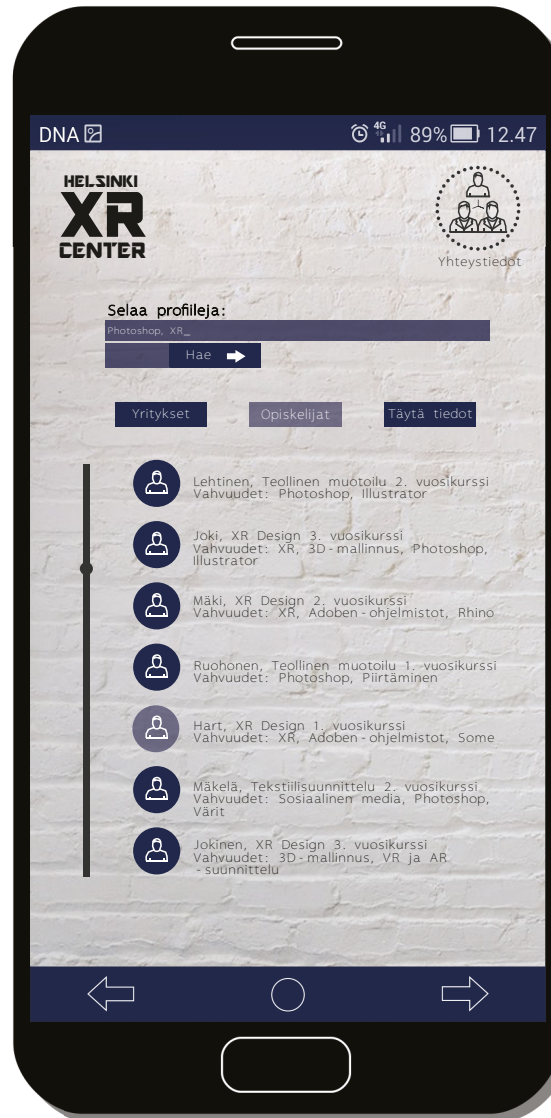 DNA 4G 89% 12.47
HELSINKI
XR
CENTER
Yhteystiedot
Selaa profiilleja:
Photoshop, XR_
Hae
Yritykset Opiskelijat Täytä tiedot
Lehtinen, Teollinen muotoilu 2. vuosikurssi
Vahvuudet: Photoshop, Illustrator
Joki, XR Design 3. vuosikurssi
Vahvuudet: XR, 3D-mallinnus, Photoshop,
Illustrator
Mäki, XR Design 2. vuosikurssi
Vahvuudet: XR, Adoben-ohjelmistot, Rhino
Ruohonen, Teollinen muotoilu 1. vuosikurssi
Vahvuudet: Photoshop, Piirtäminen
Hart, XR Design 1. vuosikurssi
Vahvuudet: XR, Adoben-ohjelmistot, Some
Mäkelä, Tekstiilisuunnittelu 2. vuosikurssi
Vahvuudet: Sosiaalinen media, Photoshop,
Värit
Jokinen, XR Design 3. vuosikurssi
Vahvuudet: 3D-mallinnus, VR ja AR
-suunnittelu